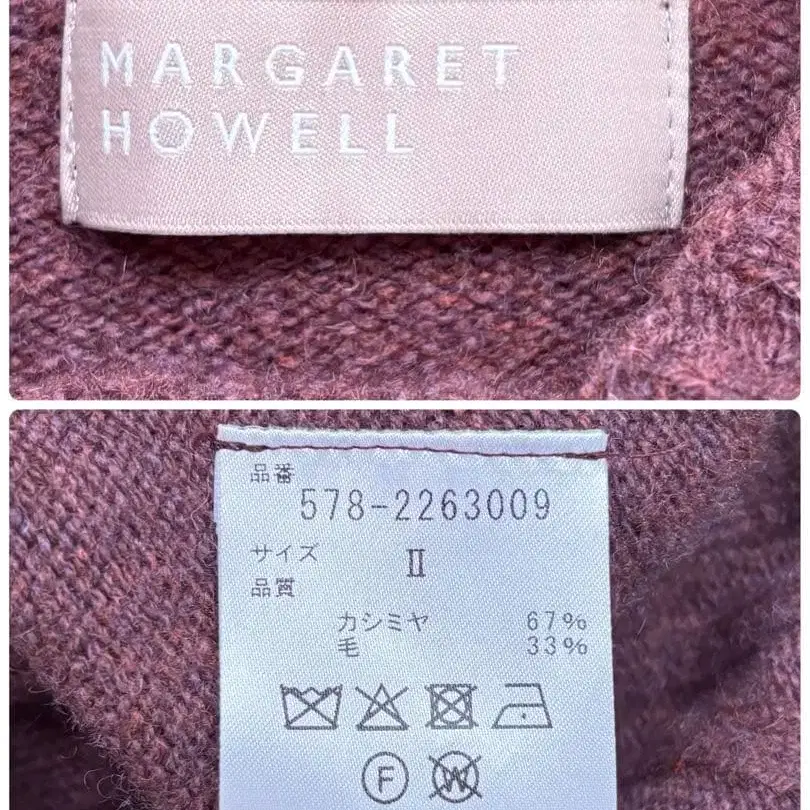 MARGARET
HOWELL
品番
578-2263009
サイズ Ⅱ
品質
カシミヤ 67%
毛 33%
F W